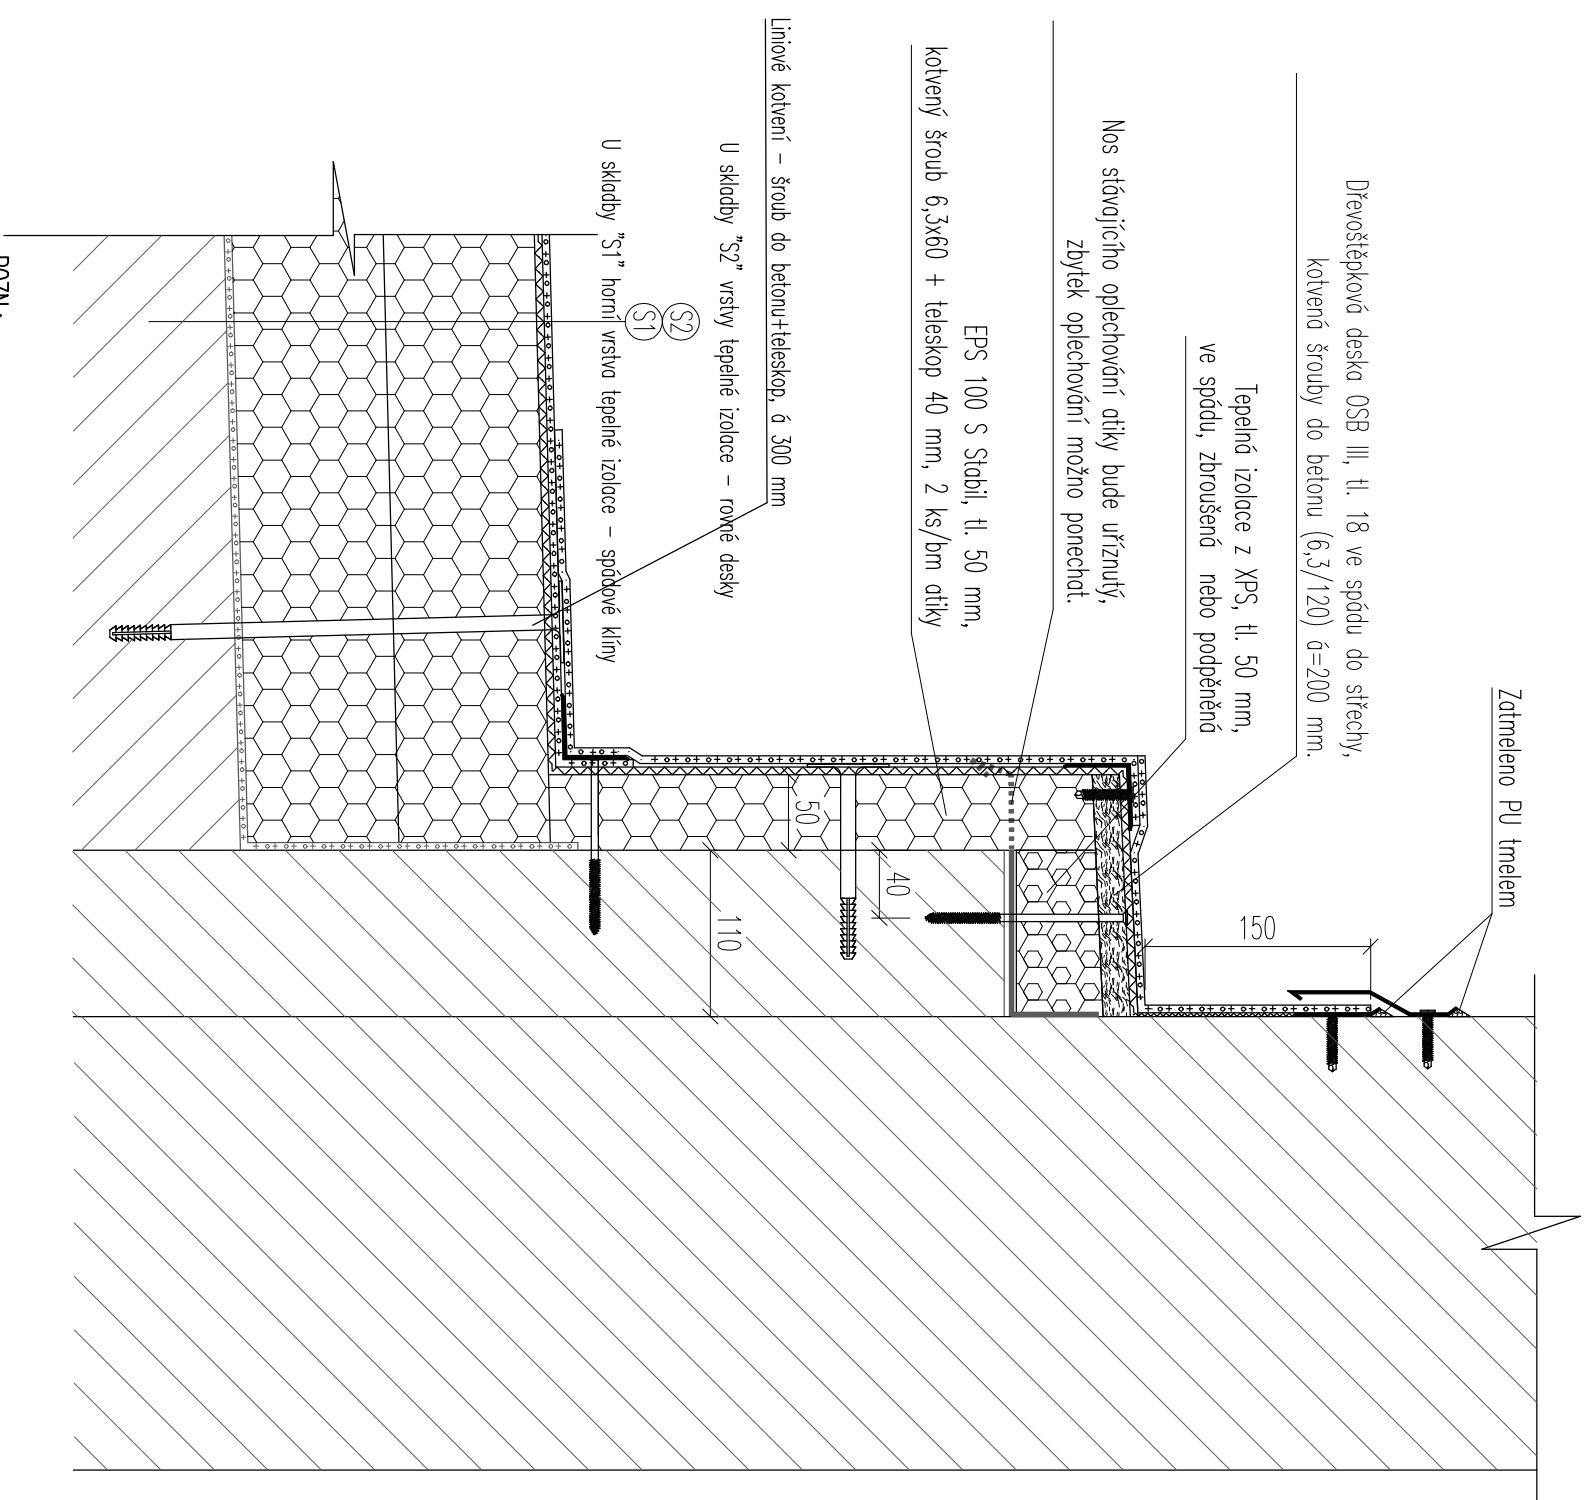 Zatmeleno PU tmelem
Dřevoštěpková deska OSB III, tl. 18 ve spádu do střechy,
kotvená šrouby do betonu (6,3/120) á=200 mm.
Tepelná izolace z XPS, tl. 50 mm,
ve spádu, zbroušená nebo podpěněná
Nos stávajícího oplechování atiky bude uříznutý,
zbytek oplechování možno ponechat.
EPS 100 S Stabil, tl. 50 mm,
kotvený šroub 6,3x60 + teleskop 40 mm, 2 ks/bm atiky
Liniové kotvení - šroub do betonu+teleskop, á 300 mm
U skladby "S2" vrstvy tepelné izolace - rovné desky
U skladby "S1" horní vrstva tepelné izolace - spádové klíny
S2
S1
50
40
110
150
POZN.: